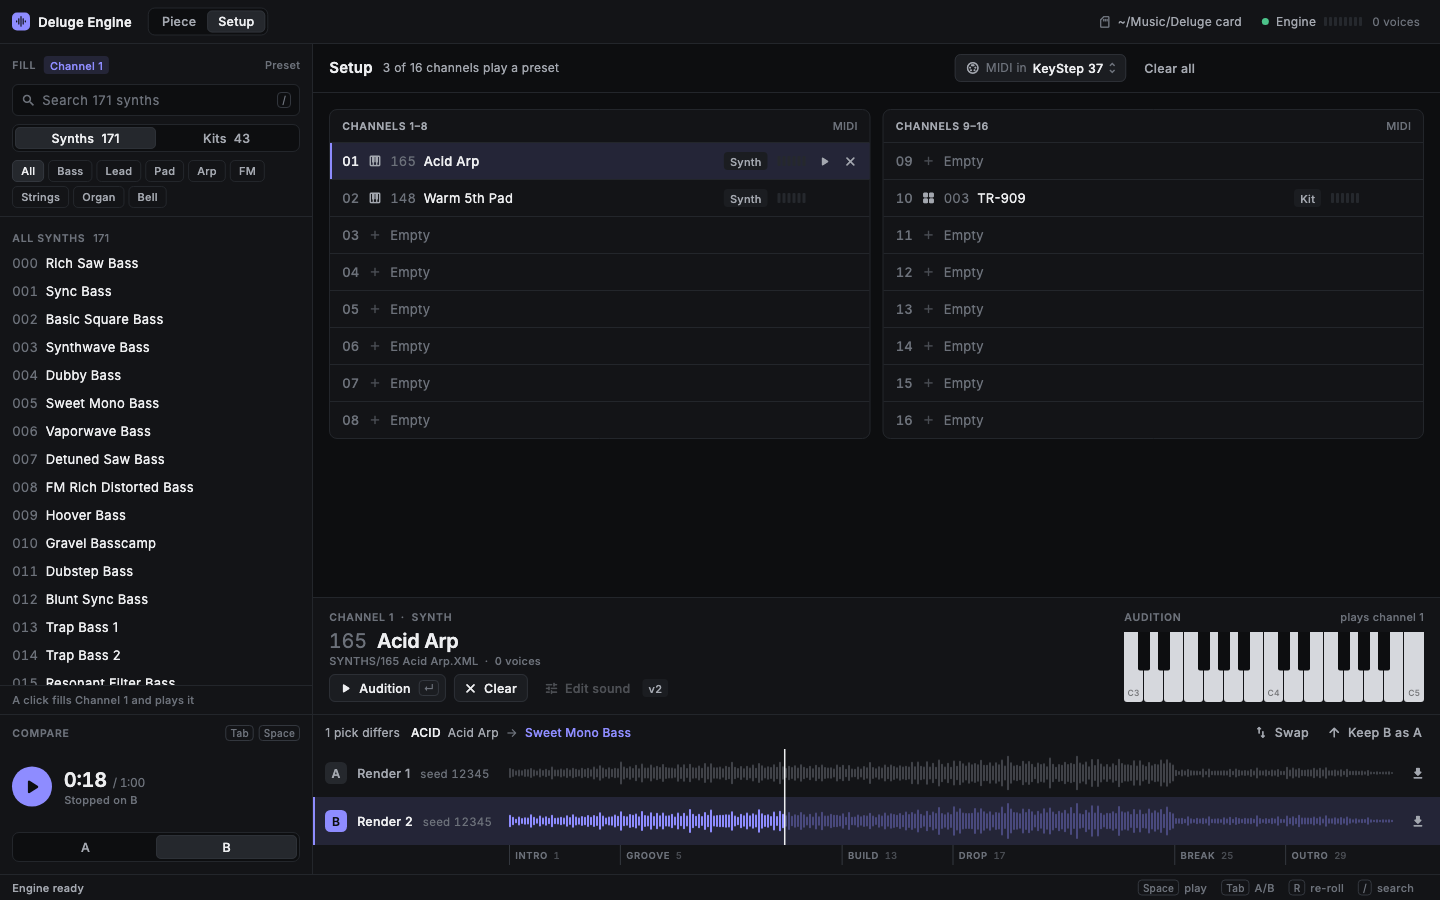 Deluge Engine Piece Setup ~/Music/Deluge card Engine 0 voices
FILL Channel 1 Preset
Search 171 synths /
Synths 171 Kits 43
All Bass Lead Pad Arp FM
Strings Organ Bell
ALL SYNTHS 171
000 Rich Saw Bass
001 Sync Bass
002 Basic Square Bass
003 Synthwave Bass
004 Dubby Bass
005 Sweet Mono Bass
006 Vaporwave Bass
007 Detuned Saw Bass
008 FM Rich Distorted Bass
009 Hoover Bass
010 Gravel Basscamp
011 Dubstep Bass
012 Blunt Sync Bass
013 Trap Bass 1
014 Trap Bass 2
015 Resonant Filter Bass
A click fills Channel 1 and plays it
Setup 3 of 16 channels play a preset MIDI in KeyStep 37 Clear all
CHANNELS 1–8 MIDI
01 165 Acid Arp Synth
02 148 Warm 5th Pad Synth
03 + Empty
04 + Empty
05 + Empty
06 + Empty
07 + Empty
08 + Empty
CHANNELS 9–16 MIDI
09 + Empty
10 003 TR-909 Kit
11 + Empty
12 + Empty
13 + Empty
14 + Empty
15 + Empty
16 + Empty
CHANNEL 1 · SYNTH
165 Acid Arp
SYNTHS/165 Acid Arp.XML · 0 voices
Audition Clear Edit sound v2
AUDITION plays channel 1
C3 C4 C5
COMPARE Tab Space
0:18 / 1:00
Stopped on B
A B
1 pick differs ACID Acid Arp → Sweet Mono Bass Swap Keep B as A
A Render 1 seed 12345
B Render 2 seed 12345
INTRO 1 GROOVE 5 BUILD 13 DROP 17 BREAK 25 OUTRO 29
Engine ready Space play Tab A/B R re-roll / search